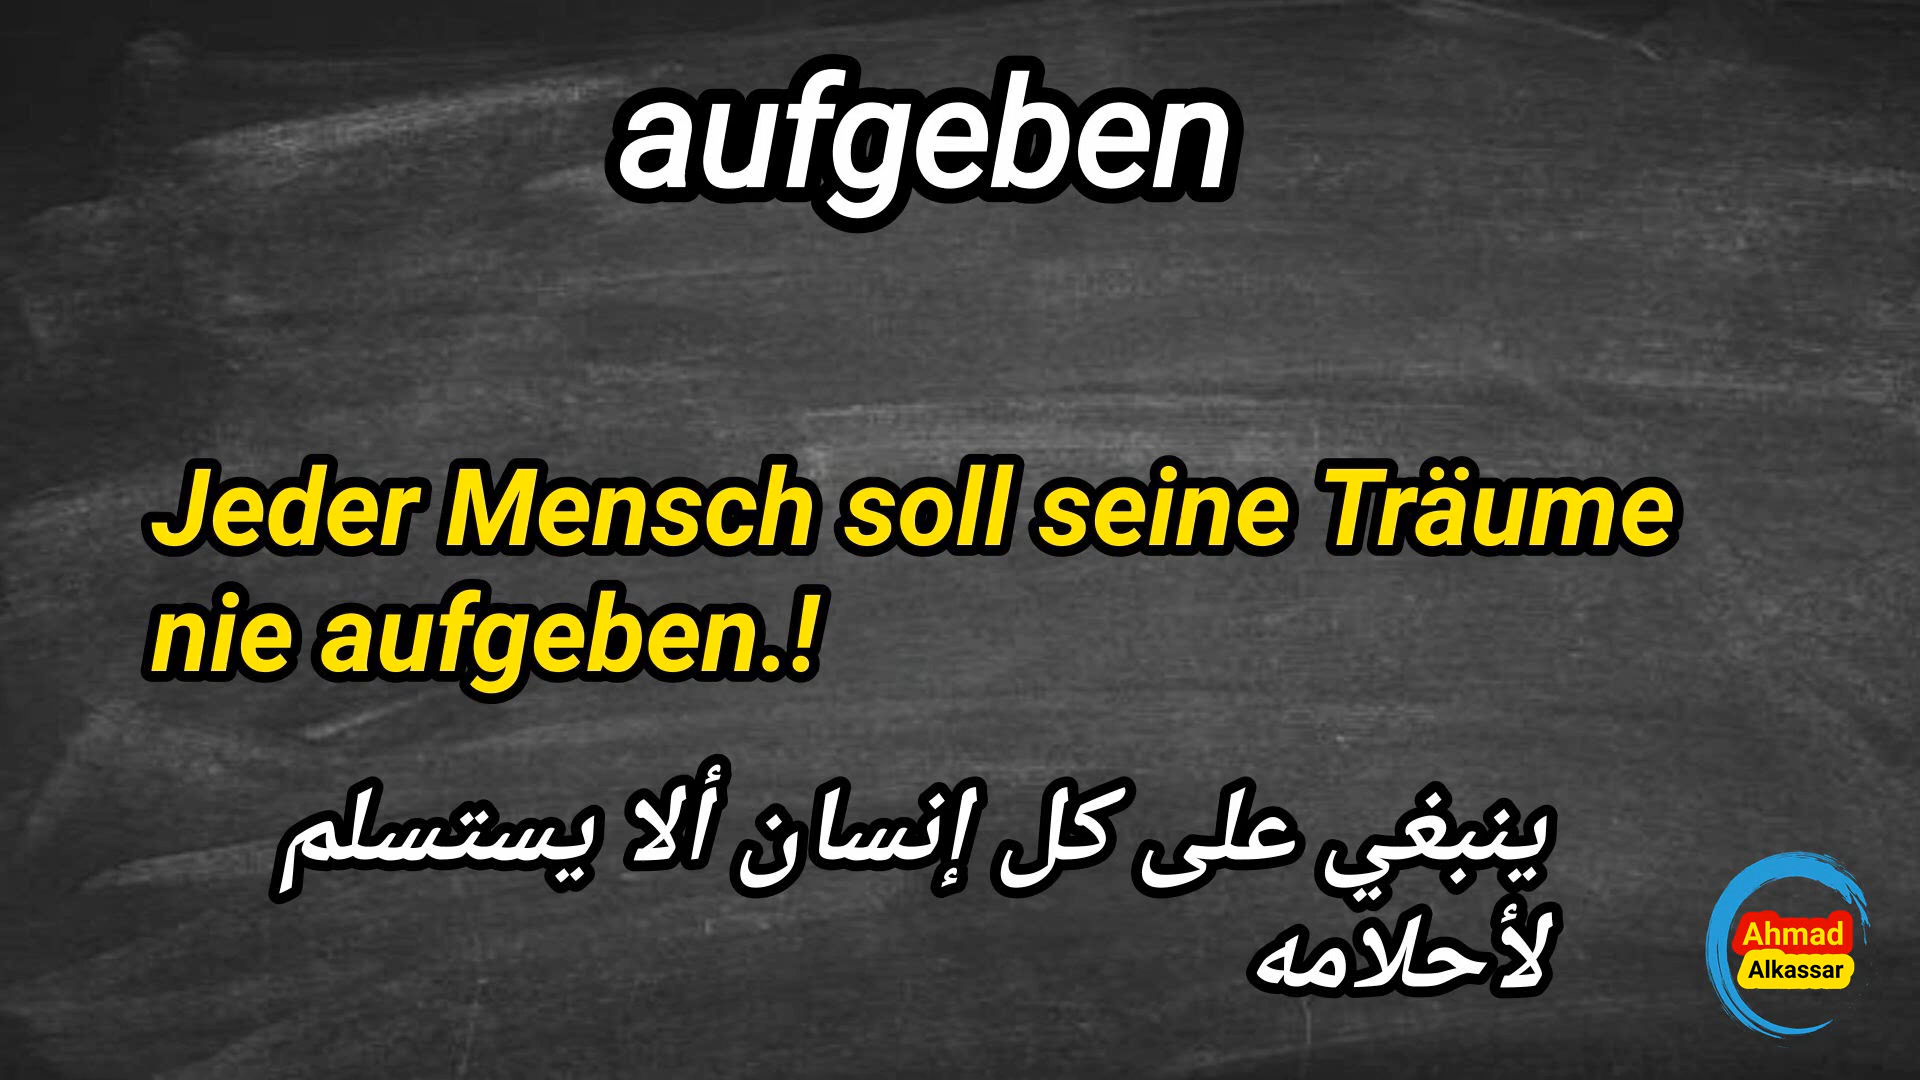 aufgeben
Jeder Mensch soll seine Träume
nie aufgeben.!
ينبغي على كل إنسان ألا يستسلم
لأحلامه
Ahmad
Alkassar